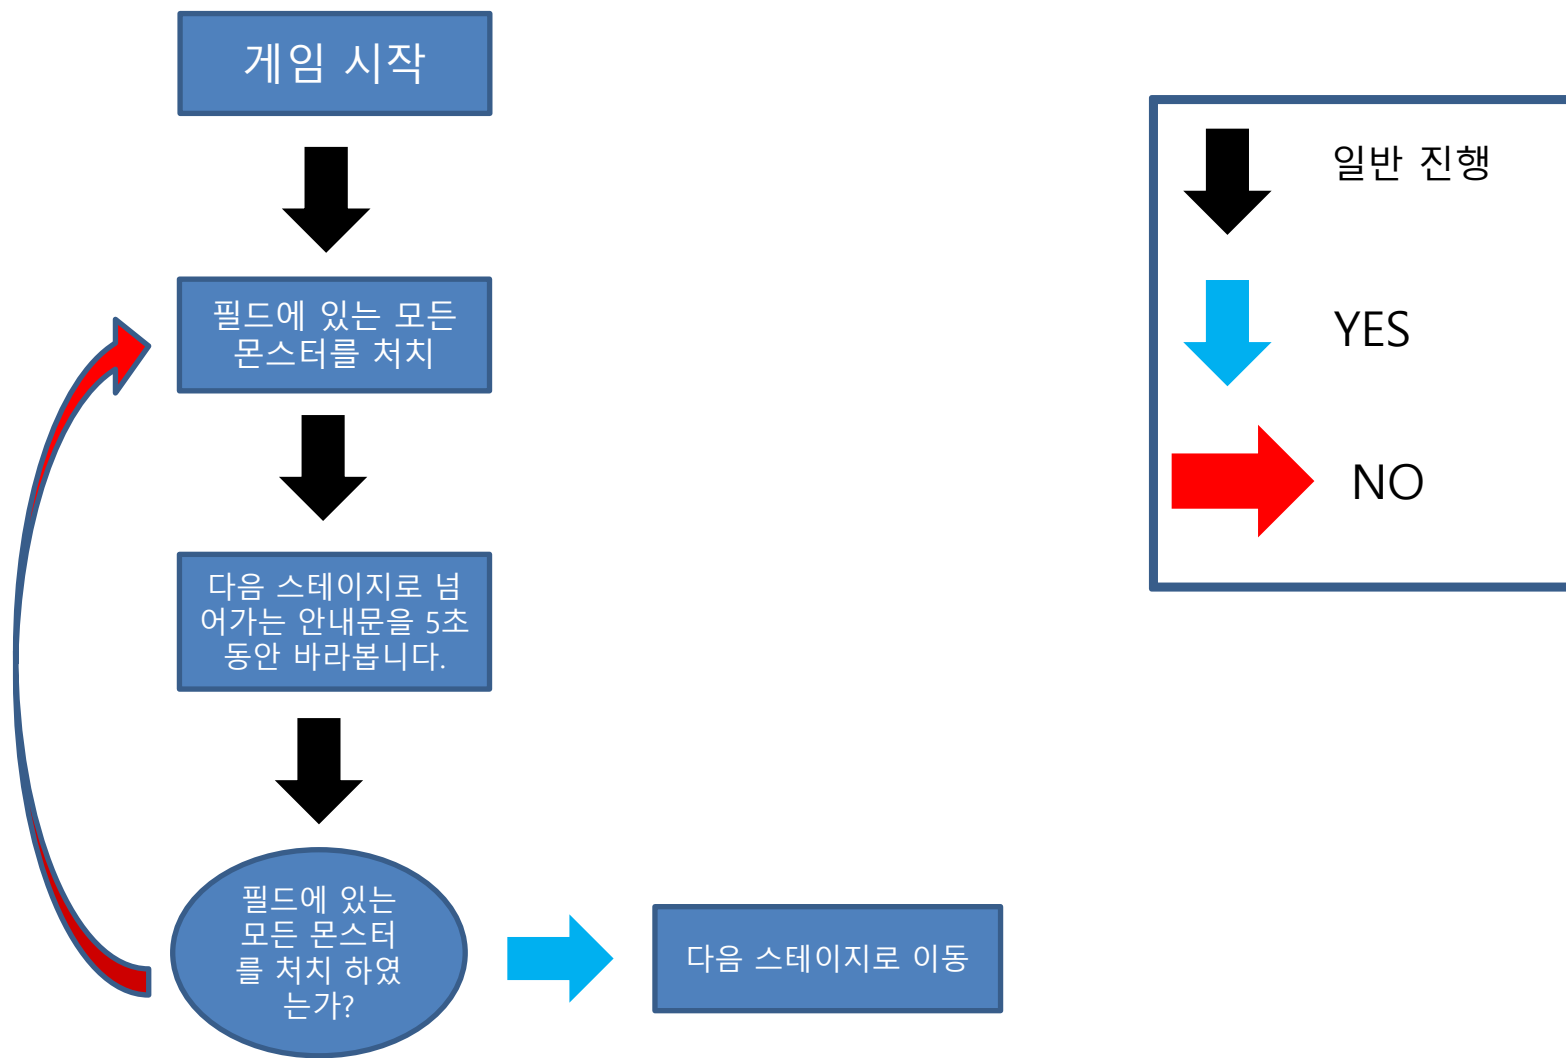 게임 시작
필드에 있는 모든
몬스터를 처치
다음 스테이지로 넘
어가는 안내문을 5초
동안 바라봅니다.
필드에 있는
모든 몬스터
를 처치 하였
는가?
다음 스테이지로 이동
일반 진행
YES
NO